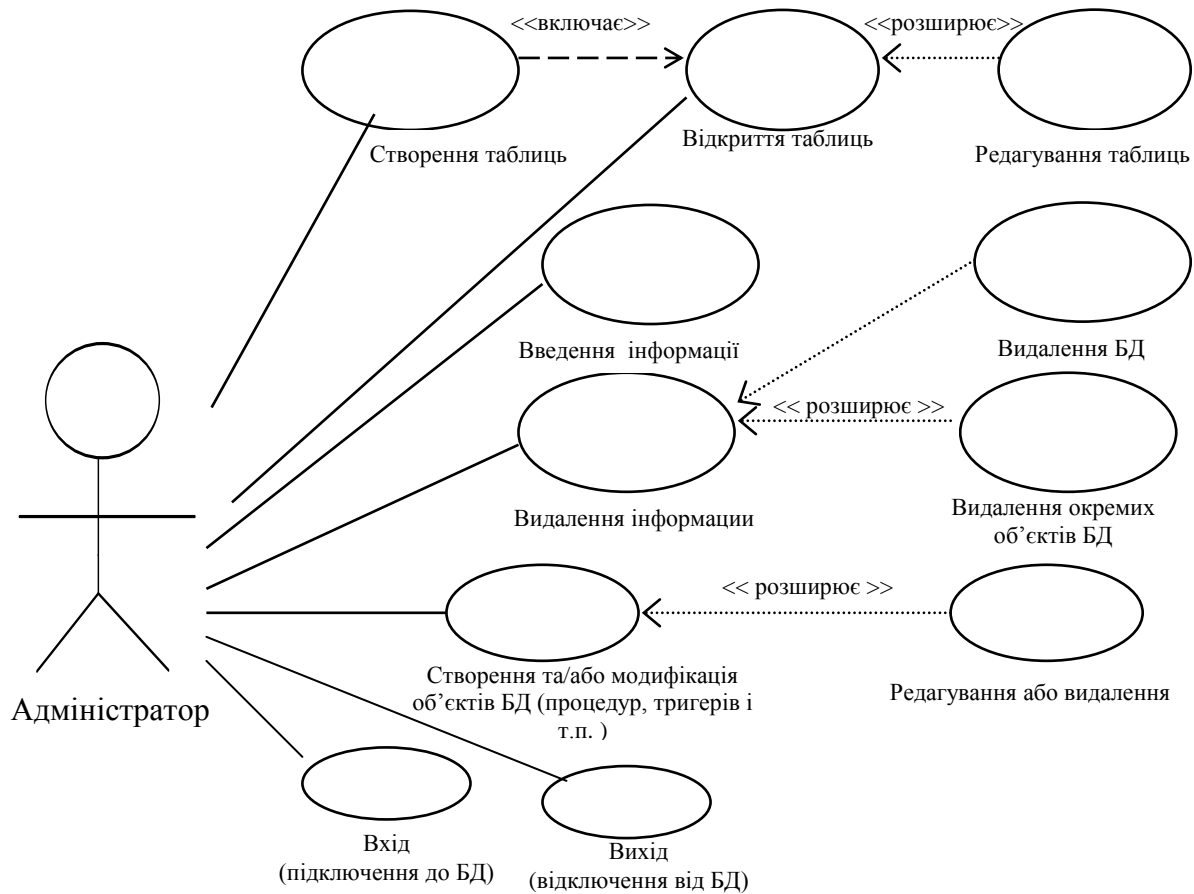 <<включає>>
<<розширює>>
Створення таблиць
Відкриття таблиць
Редагування таблиць
Введення інформації
Видалення БД
<< розширює >>
Видалення інформации
Видалення окремих
об’єктів БД
<< розширює >>
Створення та/або модифікація
об’єктів БД (процедур, тригерів і
т.п. )
Редагування або видалення
Адміністратор
Вхід
(підключення до БД)
Вихід
(відключення від БД)